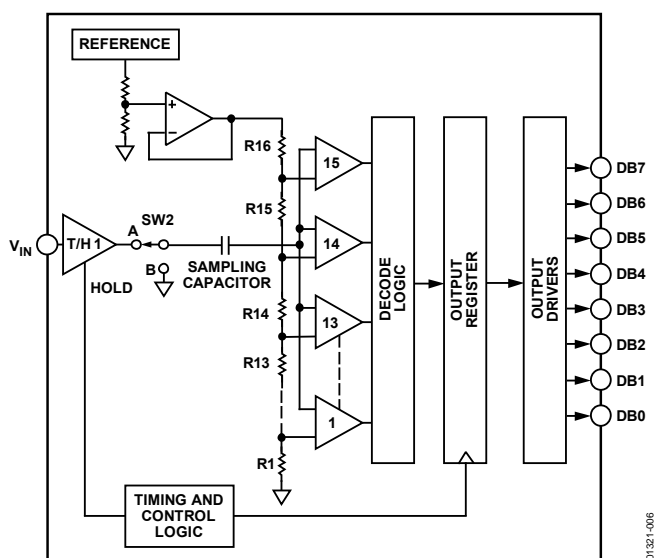 REFERENCE
+
–
R16
15
R15
14
R14
13
R13
1
R1
V_IN
T/H 1
A
SW2
B
HOLD
SAMPLING
CAPACITOR
DECODE
LOGIC
OUTPUT
REGISTER
OUTPUT
DRIVERS
DB7
DB6
DB5
DB4
DB3
DB2
DB1
DB0
TIMING AND
CONTROL
LOGIC
01321-006